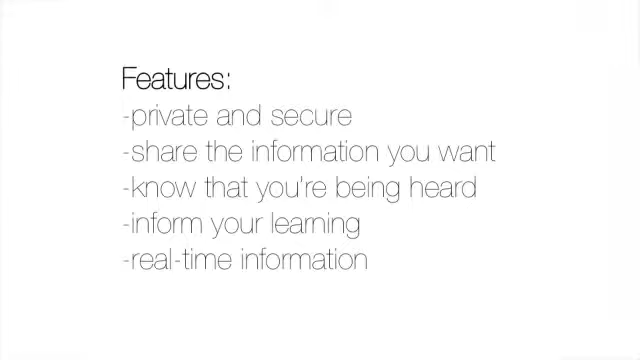 Features:
-private and secure
-share the information you want
-know that you're being heard
-inform your learning
-real-time information